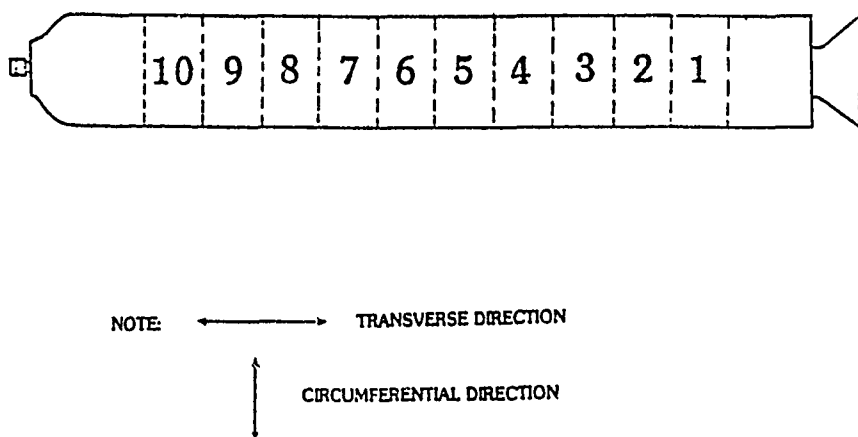 10 9 8 7 6 5 4 3 2 1
NOTE: TRANSVERSE DIRECTION
CIRCUMFERENTIAL DIRECTION